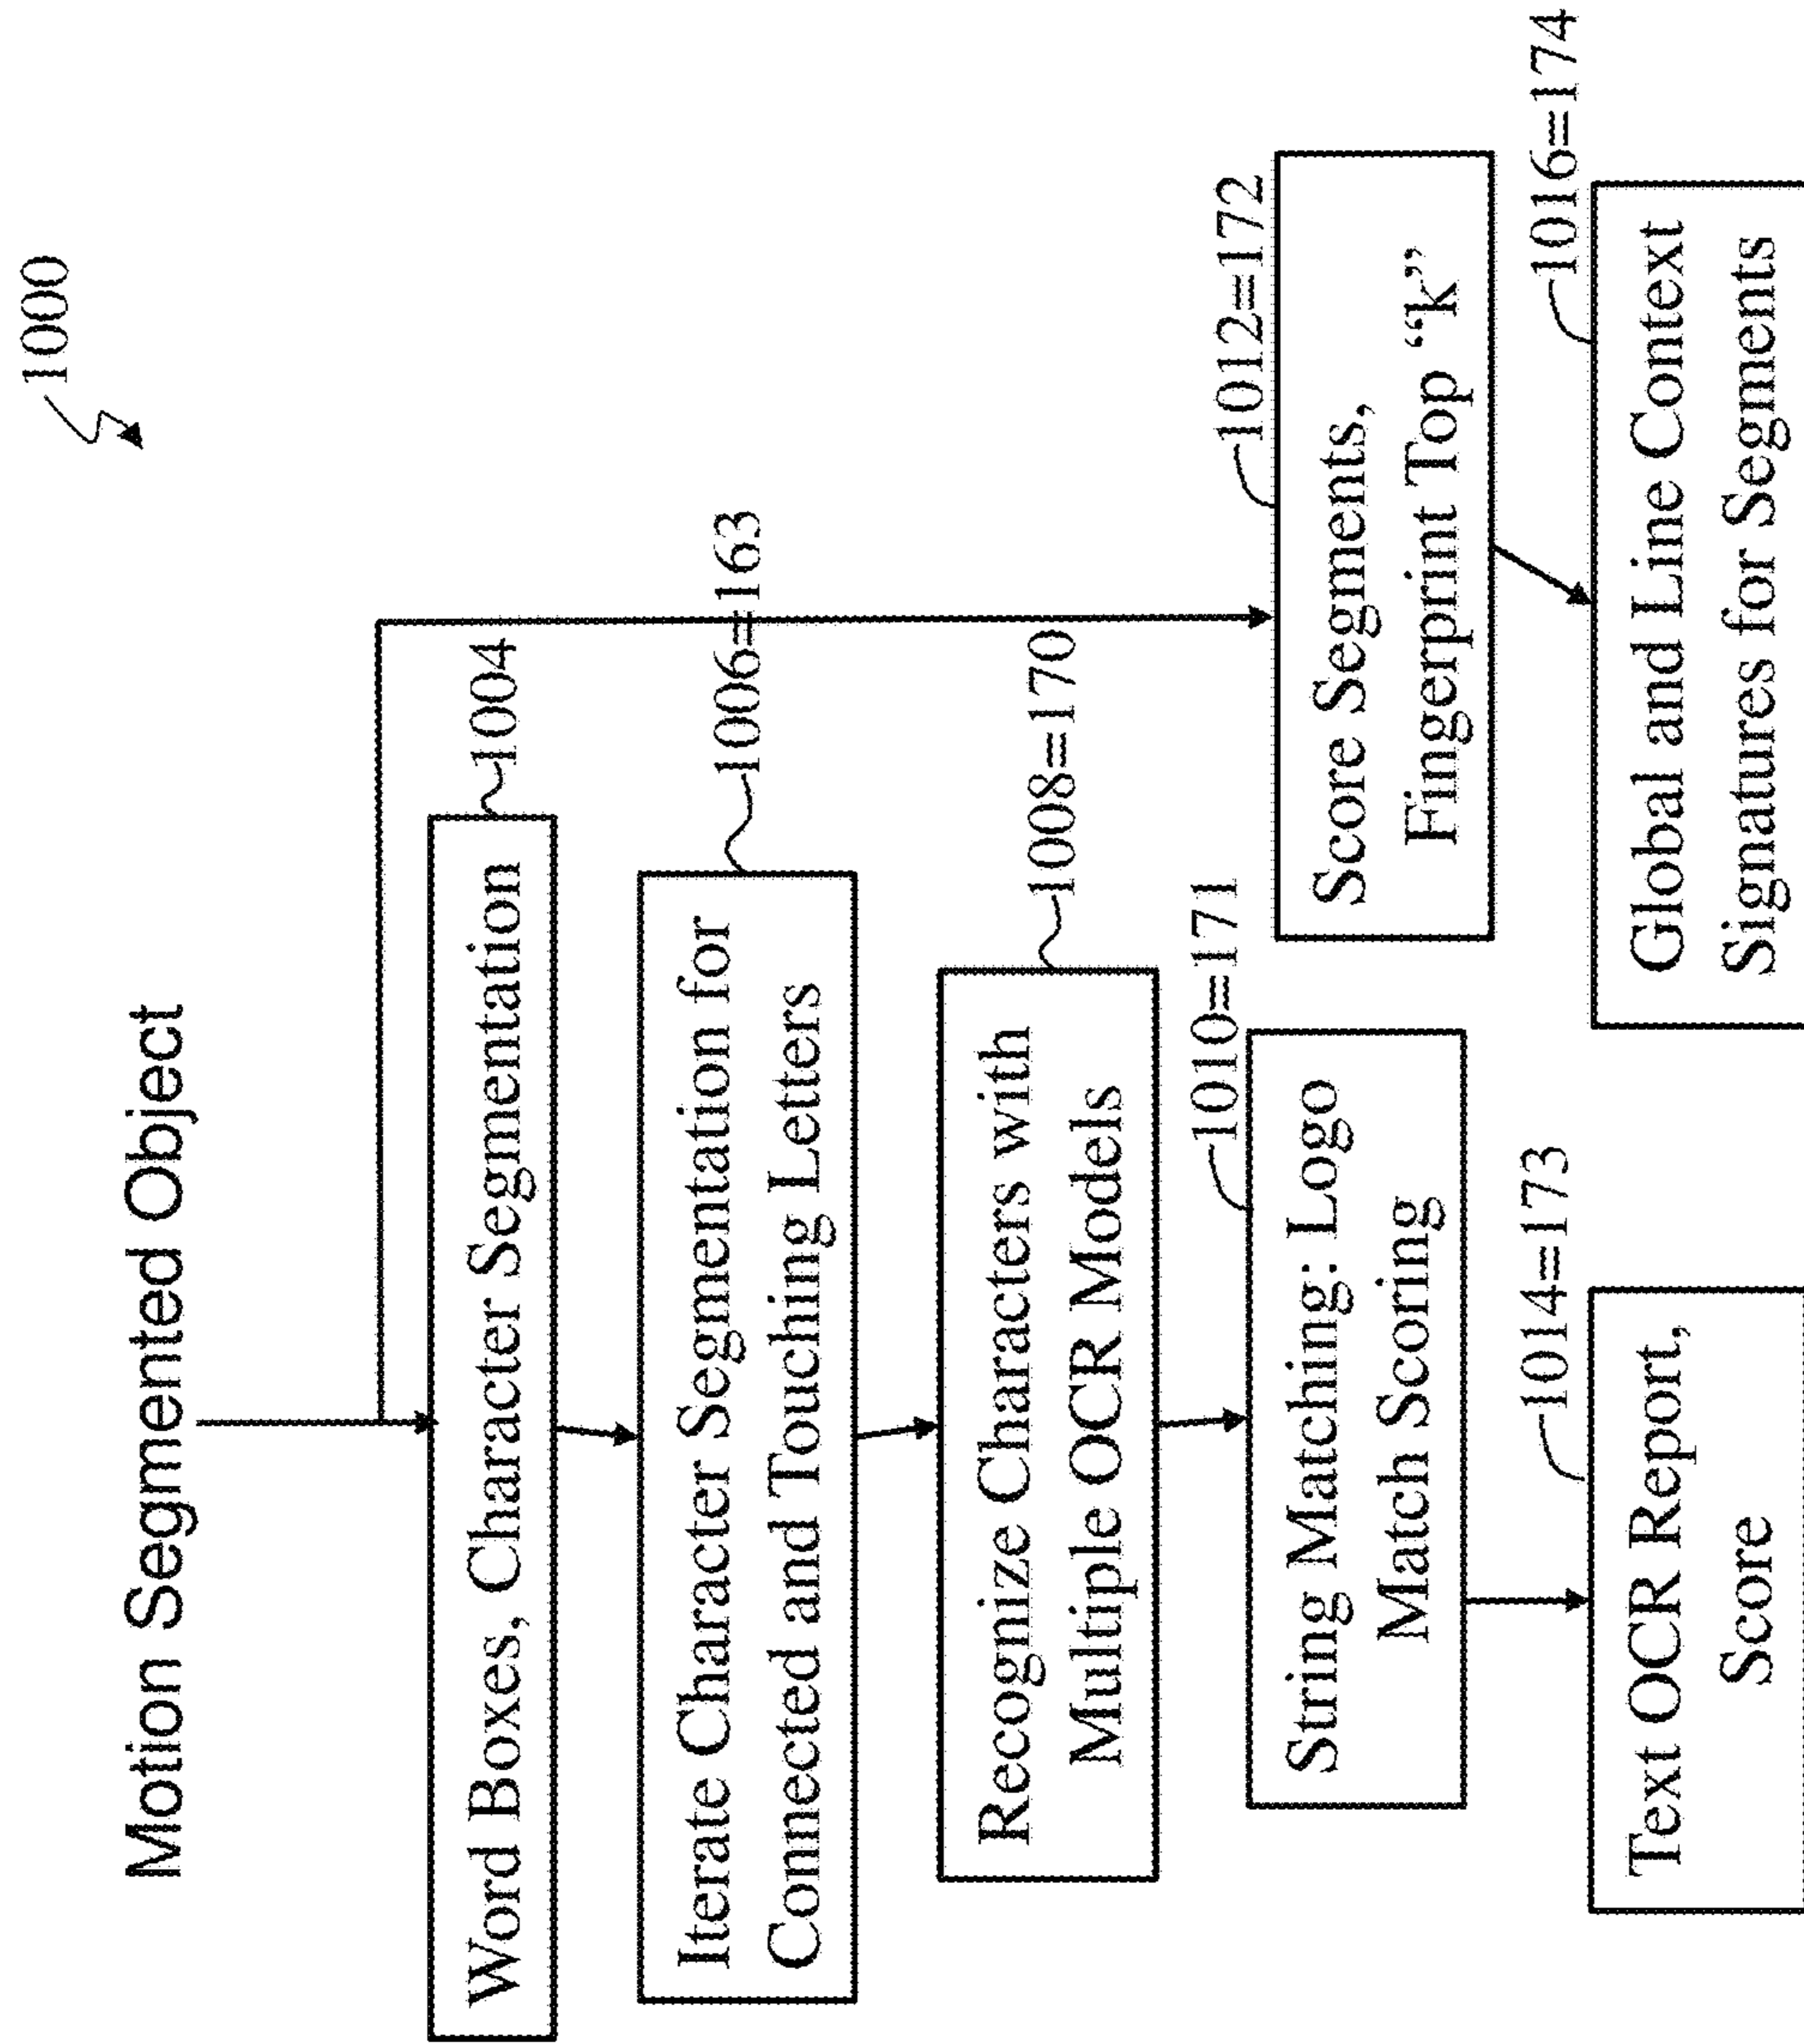 1000
Motion Segmented Object
Word Boxes, Character Segmentation
1004
Iterate Character Segmentation for
Connected and Touching Letters
1006=163
Recognize Characters with
Multiple OCR Models
1008=170
String Matching: Logo
Match Scoring
1010=171
Score Segments,
Fingerprint Top “k”
1012=172
Text OCR Report,
Score
1014=173
Global and Line Context
Signatures for Segments
1016=174